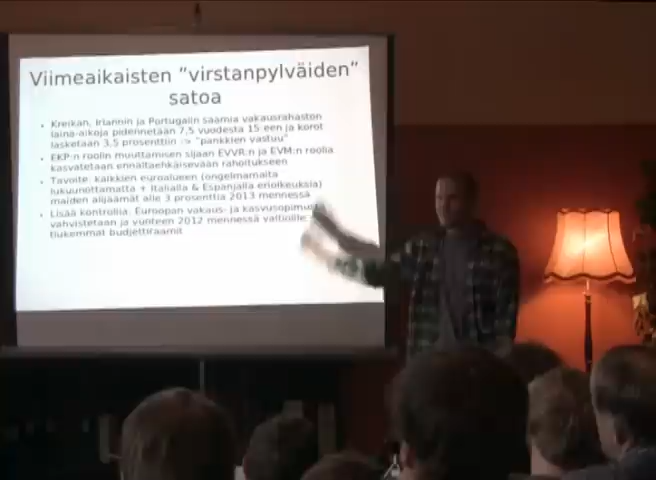 Viimeaikaisten "virstanpylväiden"
satoa
Kreikan, Irlannin ja Portugalin saamia vakausrahaston
laina-aikoja pidennetään 7,5 vuodesta 15:een ja korot
lasketaan 3,5 prosenttiin -> "pankkien vastuu"
EKP:n roolin muuttamisen sijaan EVVR:n ja EVM:n roolia
kasvatetaan ennaltaehkäisevään rahoitukseen
Tavoite: kaikkien euroalueen (ongelmamaita
lukuunottamatta + Italialla & Espanjalla erioikeuksia)
maiden alijäämät alle 3 prosenttia 2013 mennessä
Lisää kontrollia: Euroopan vakaus- ja kasvusopimus
vahvistetaan jo vuoteen 2012 mennessä valtioille
tiukemmat budjettiraamit